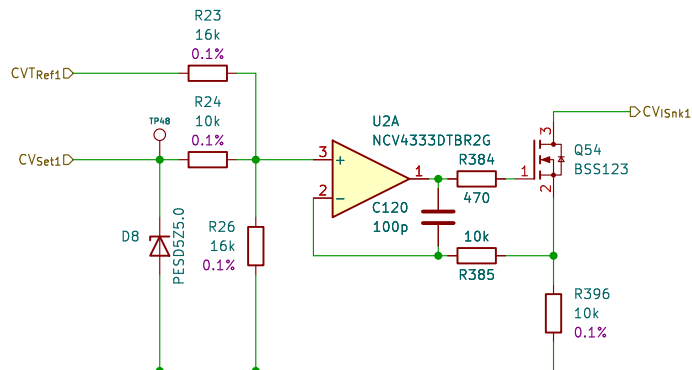 R23
16k
0.1%
CVTRef1
R24
10k
0.1%
TP48
CVSet1
U2A
NCV4333DTBR2G
3
+
2
-
1
R384
470
C120
100p
10k
R385
CVISnk1
3
Q54
BSS123
1
2
D8
PESD5Z5.0
R26
16k
0.1%
R396
10k
0.1%